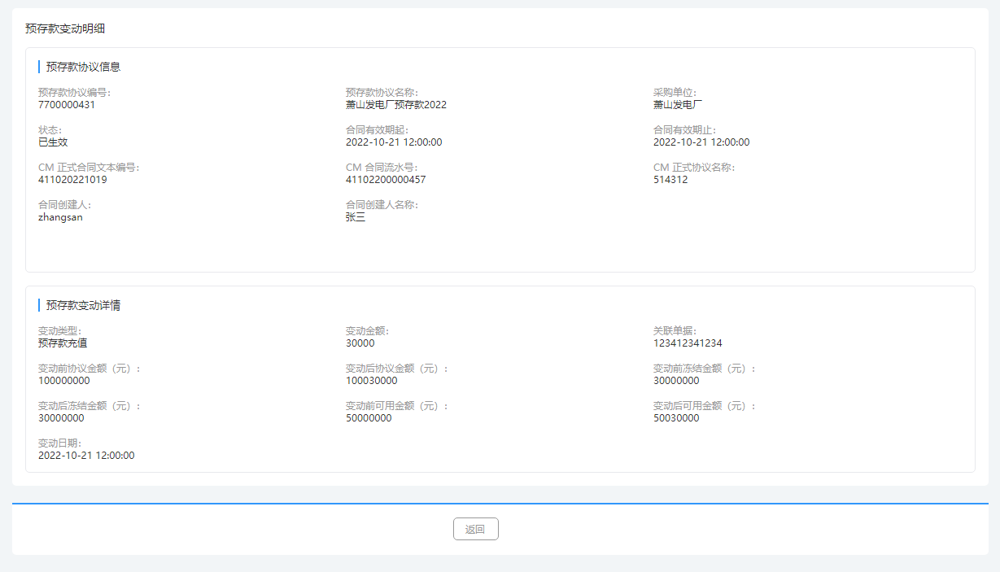 预存款变动明细
预存款协议信息
预存款协议编号： 预存款协议名称： 采购单位：
7700000431 萧山发电厂预存款2022 萧山发电厂
状态： 合同有效期起： 合同有效期止：
已生效 2022-10-21 12:00:00 2022-10-21 12:00:00
CM 正式合同文本编号： CM 合同流水号： CM 正式协议名称：
411020221019 41102200000457 514312
合同创建人： 合同创建人名称：
zhangsan 张三
预存款变动详情
变动类型： 变动金额： 关联单据：
预存款充值 30000 123412341234
变动前协议金额（元）： 变动后协议金额（元）： 变动前冻结金额（元）：
100000000 100030000 30000000
变动后冻结金额（元）： 变动前可用金额（元）： 变动后可用金额（元）：
30000000 50000000 50030000
变动日期：
2022-10-21 12:00:00
返回